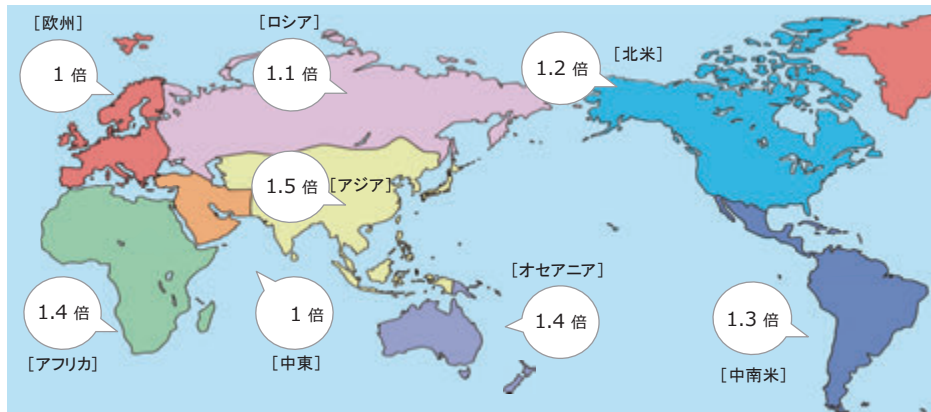 [欧州]
1 倍
[ロシア]
1.1 倍
[北米]
1.2 倍
1.5 倍
[アジア]
[オセアニア]
1.4 倍
1.4 倍
[アフリカ]
1 倍
[中東]
1.3 倍
[中南米]